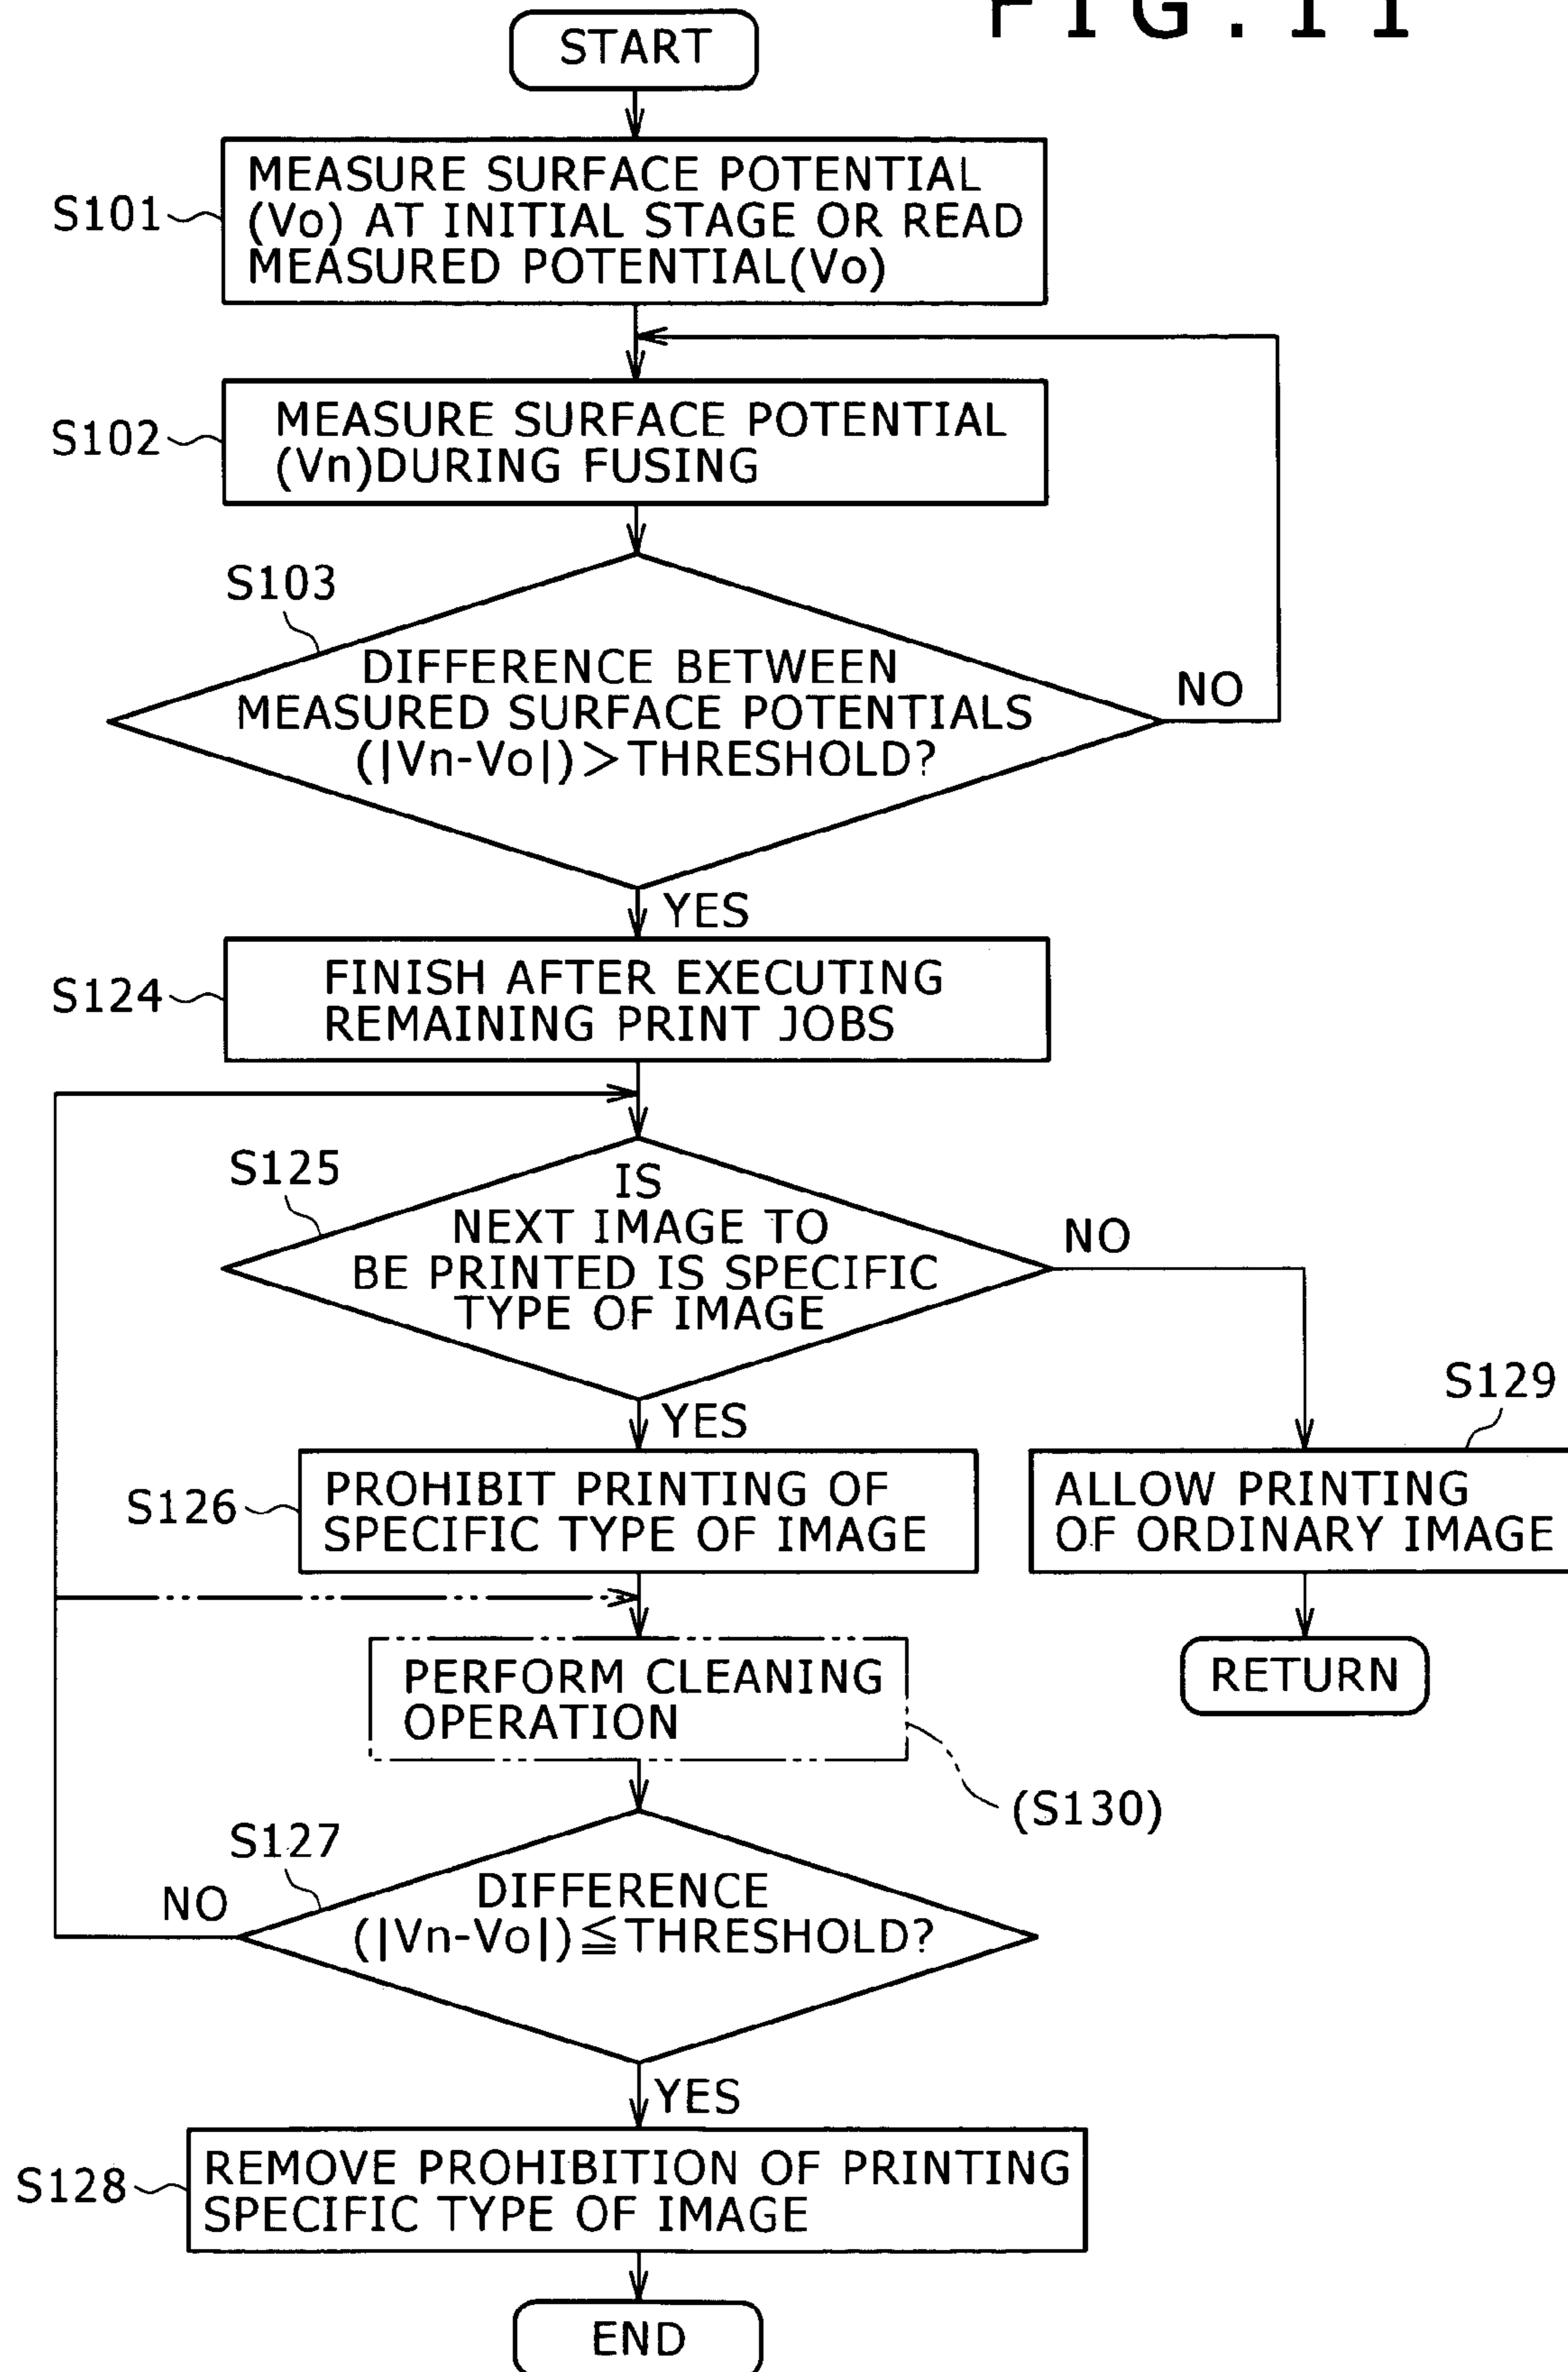 FIG.11
START
S101
MEASURE SURFACE POTENTIAL
(Vo) AT INITIAL STAGE OR READ
MEASURED POTENTIAL(Vo)
S102
MEASURE SURFACE POTENTIAL
(Vn)DURING FUSING
S103
DIFFERENCE BETWEEN
MEASURED SURFACE POTENTIALS
(|Vn-Vo|)>THRESHOLD?
NO
YES
S124
FINISH AFTER EXECUTING
REMAINING PRINT JOBS
S125
IS
NEXT IMAGE TO
BE PRINTED IS SPECIFIC
TYPE OF IMAGE
NO
YES
S126
PROHIBIT PRINTING OF
SPECIFIC TYPE OF IMAGE
S129
ALLOW PRINTING
OF ORDINARY IMAGE
RETURN
PERFORM CLEANING
OPERATION
(S130)
S127
DIFFERENCE
(|Vn-Vo|)≦THRESHOLD?
NO
YES
S128
REMOVE PROHIBITION OF PRINTING
SPECIFIC TYPE OF IMAGE
END